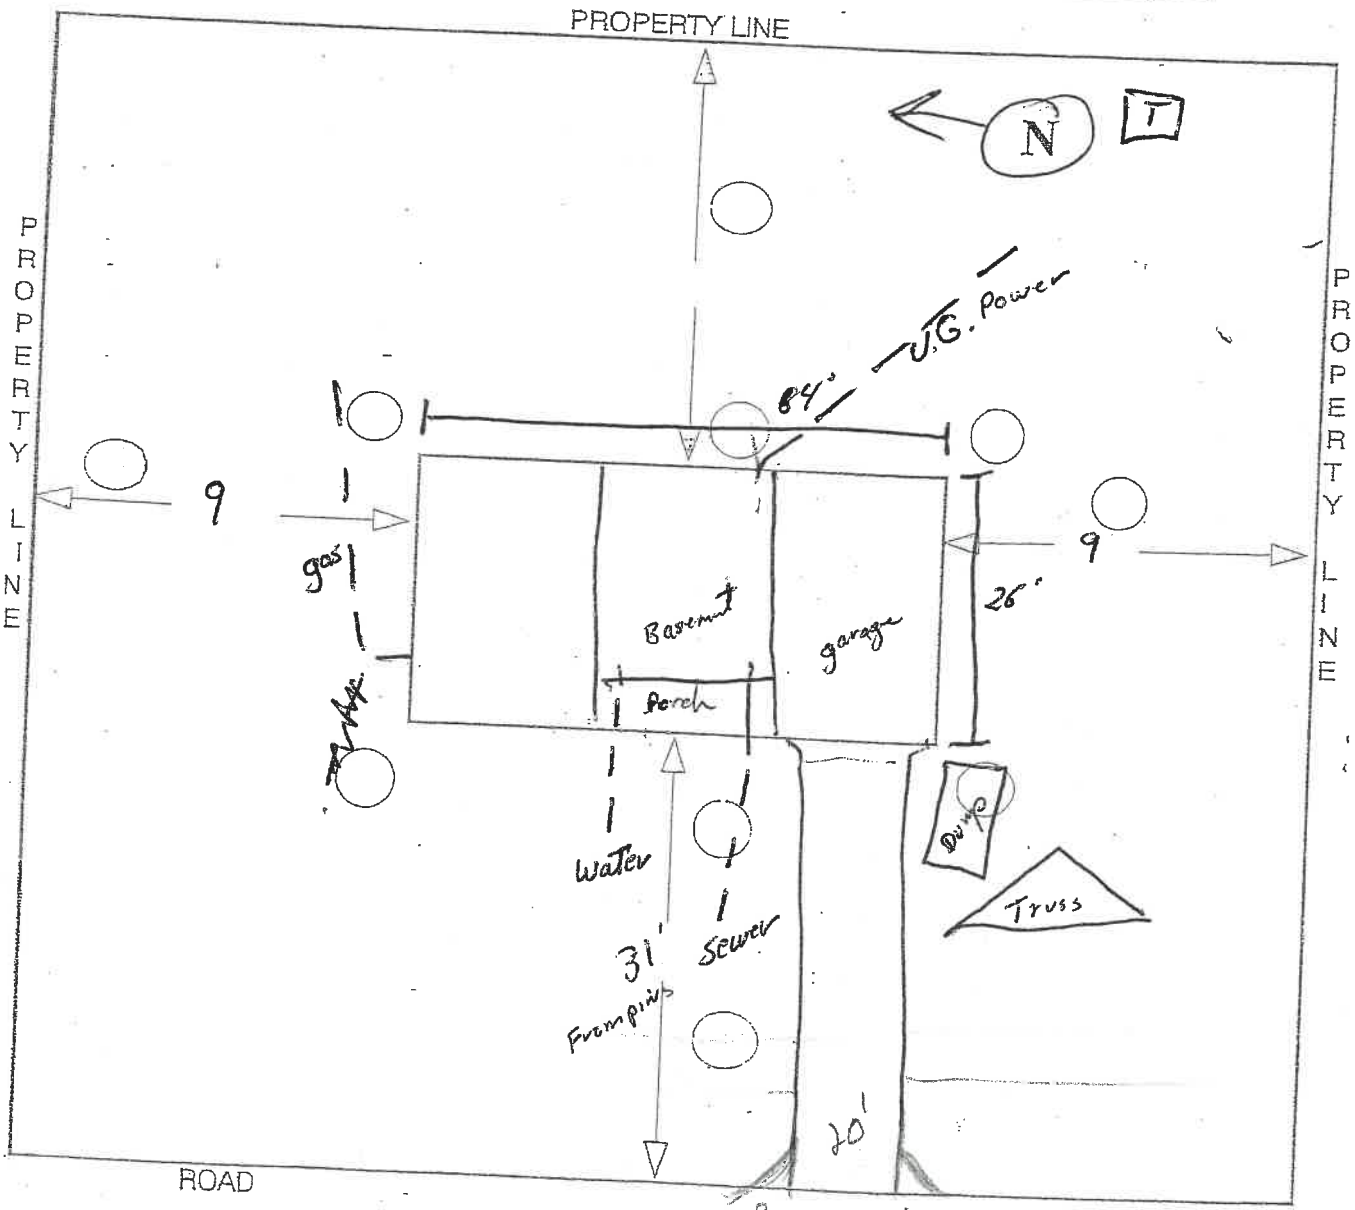 PROPERTY LINE
N
T
PROPERTY LINE
PROPERTY LINE
U.G. Power
84'
9
9
gas
26'
Basement
garage
Porch
Dump
Water
Truss
Sewer
31'
From pins
20'
ROAD